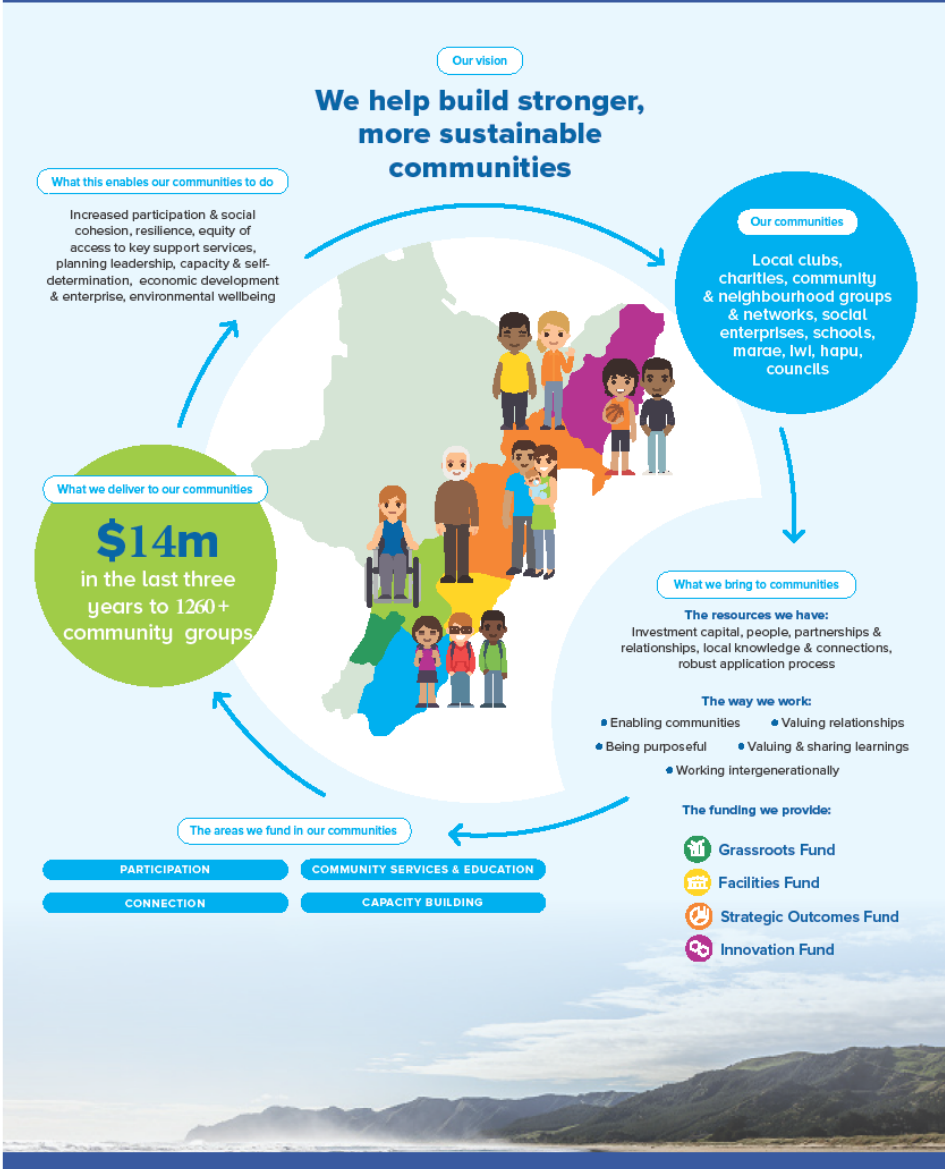 Our vision
We help build stronger,
more sustainable
communities
What this enables our communities to do
Increased participation & social
cohesion, resilience, equity of
access to key support services,
planning leadership, capacity & self-
determination, economic development
& enterprise, environmental wellbeing
Our communities
Local clubs,
charities, community
& neighbourhood groups
& networks, social
enterprises, schools,
marae, iwi, hapu,
councils
What we deliver to our communities
$14m
in the last three
years to 1260+
community groups
What we bring to communities
The resources we have:
Investment capital, people, partnerships &
relationships, local knowledge & connections,
robust application process
The way we work:
• Enabling communities • Valuing relationships
• Being purposeful • Valuing & sharing learnings
• Working intergenerationally
The funding we provide:
Grassroots Fund
Facilities Fund
Strategic Outcomes Fund
Innovation Fund
The areas we fund in our communities
PARTICIPATION COMMUNITY SERVICES & EDUCATION
CONNECTION CAPACITY BUILDING